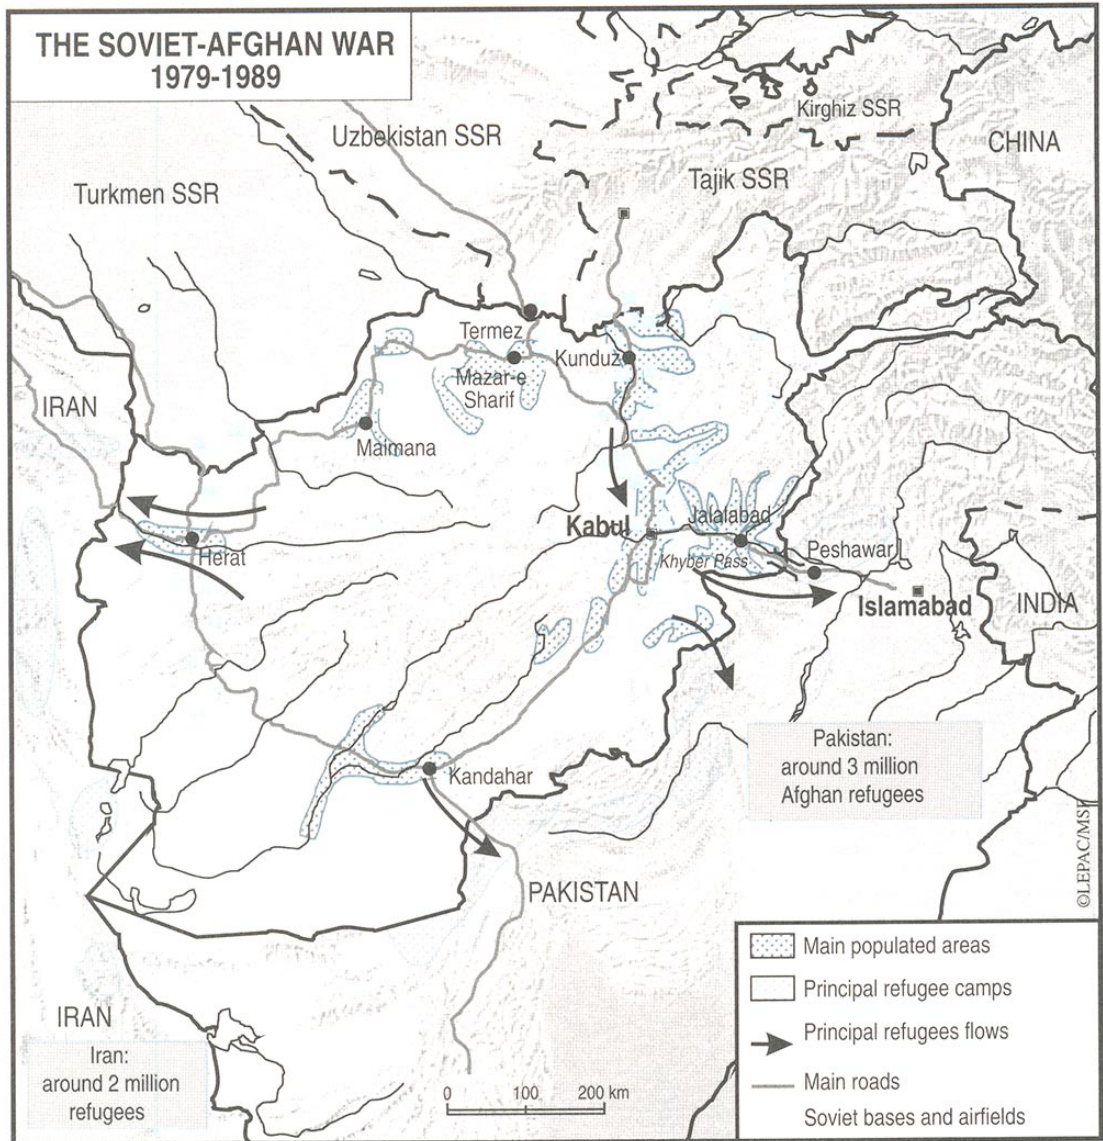 THE SOVIET-AFGHAN WAR
1979-1989
Kirghiz SSR
Uzbekistan SSR
CHINA
Tajik SSR
Turkmen SSR
Termez
Kunduz
Mazar-e
Sharif
IRAN
Maimana
Kabul
Jalalabad
Herat
Khyber Pass
Peshawar
Islamabad
INDIA
Pakistan:
around 3 million
Afghan refugees
Kandahar
PAKISTAN
©LEPAC/MSF
IRAN
Iran:
around 2 million
refugees
0 100 200 km
Main populated areas
Principal refugee camps
Principal refugees flows
Main roads
Soviet bases and airfields